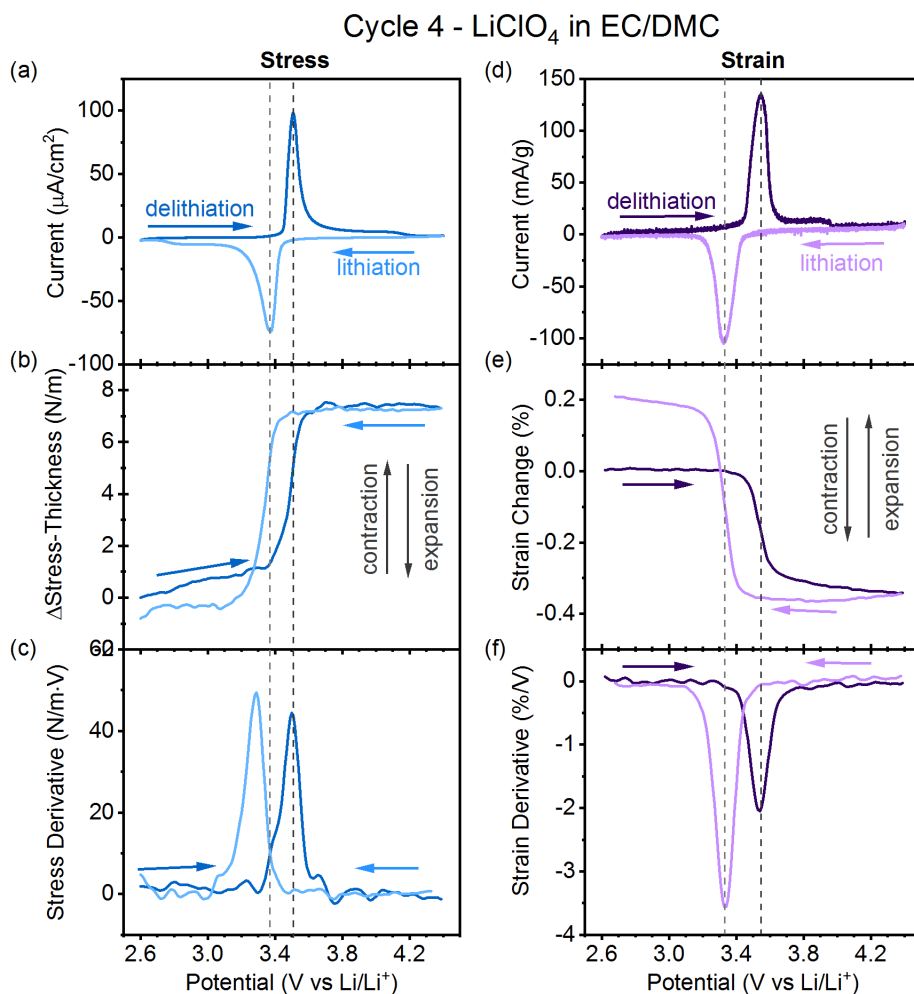 Cycle 4 - LiClO4 in EC/DMC
Stress
(a)
Current (µA/cm2)
100
50
0
-50
-100
delithiation
lithiation
(b)
ΔStress-Thickness (N/m)
8
6
4
2
0
-2
contraction
expansion
(c)
Stress Derivative (N/m·V)
60
40
20
0
2.6
3.0
3.4
3.8
4.2
Potential (V vs Li/Li+)
Strain
(d)
Current (mA/g)
150
100
50
0
-50
-100
delithiation
lithiation
(e)
Strain Change (%)
0.2
0.0
-0.2
-0.4
contraction
expansion
(f)
Strain Derivative (%/V)
0
-1
-2
-3
-4
2.6
3.0
3.4
3.8
4.2
Potential (V vs Li/Li+)